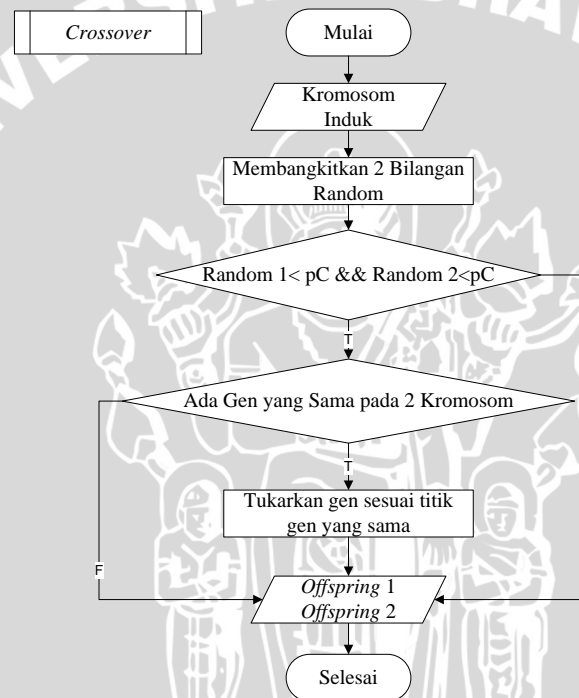 Crossover
Mulai
Kromosom
Induk
Membangkitkan 2 Bilangan
Random
Random 1< pC && Random 2<pC
T
Ada Gen yang Sama pada 2 Kromosom
T
Tukarkan gen sesuai titik
gen yang sama
F
Offspring 1
Offspring 2
Selesai